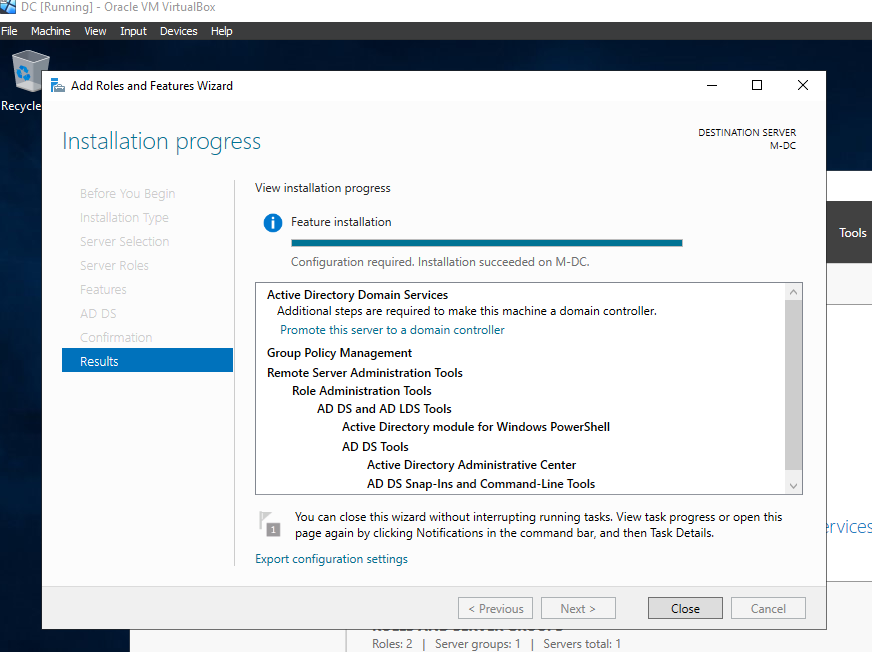 DC [Running] - Oracle VM VirtualBox
File Machine View Input Devices Help
Recycle
Add Roles and Features Wizard
Installation progress
DESTINATION SERVER
M-DC
Before You Begin
Installation Type
Server Selection
Server Roles
Features
AD DS
Confirmation
Results
View installation progress
Feature installation
Configuration required. Installation succeeded on M-DC.
Active Directory Domain Services
Additional steps are required to make this machine a domain controller.
Promote this server to a domain controller
Group Policy Management
Remote Server Administration Tools
Role Administration Tools
AD DS and AD LDS Tools
Active Directory module for Windows PowerShell
AD DS Tools
Active Directory Administrative Center
AD DS Snap-Ins and Command-Line Tools
1
You can close this wizard without interrupting running tasks. View task progress or open this
page again by clicking Notifications in the command bar, and then Task Details.
Export configuration settings
< Previous
Next >
Close
Cancel
Tools
ervices
Roles: 2 | Server groups: 1 | Servers total: 1